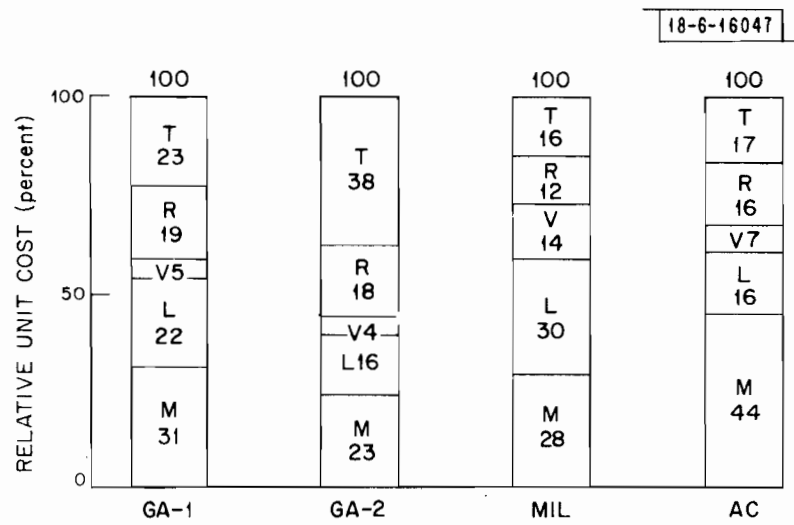 18-6-16047
100 100 100 100
100
50
0
RELATIVE UNIT COST (percent)
T
23
R
19
V5
L
22
M
31
T
38
R
18
V4
L16
M
23
T
16
R
12
V
14
L
30
M
28
T
17
R
16
V7
L
16
M
44
GA-1 GA-2 MIL AC